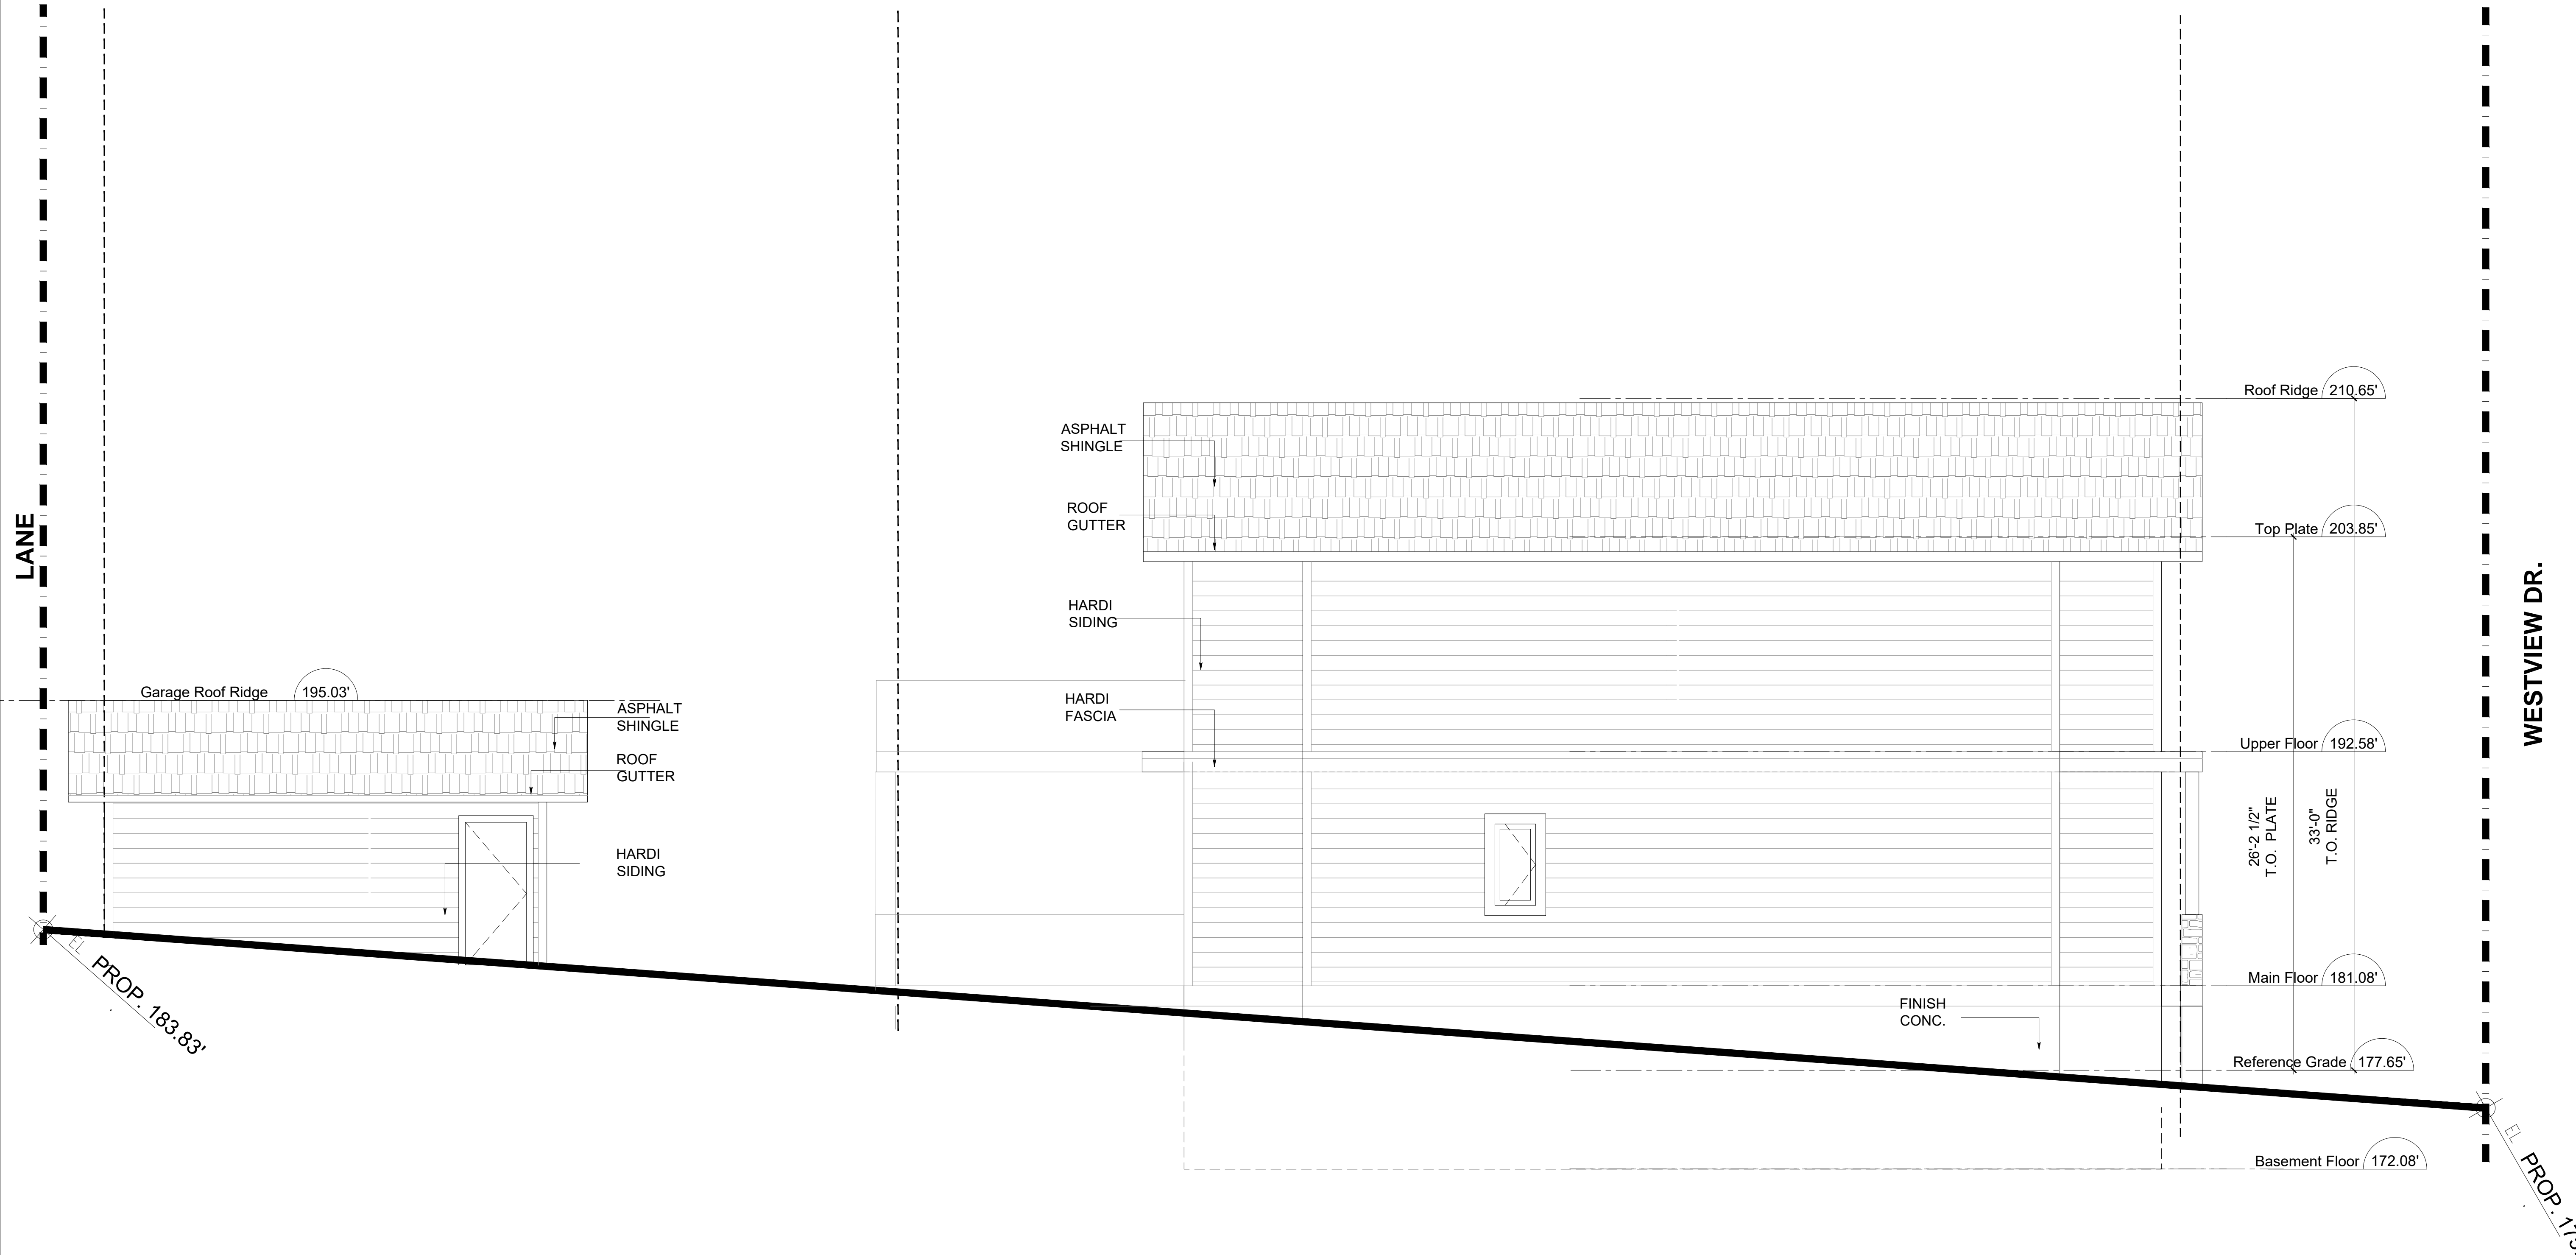 Roof Ridge 210.65'
ASPHALT
SHINGLE
ROOF
GUTTER
Top Plate 203.85'
LANE
HARDI
SIDING
WESTVIEW DR.
Garage Roof Ridge 195.03'
ASPHALT
SHINGLE
ROOF
GUTTER
HARDI
FASCIA
Upper Floor 192.58'
26'-2 1/2"
T.O. PLATE
33'-0"
T.O. RIDGE
HARDI
SIDING
EL
PROP. 183.83'
Main Floor 181.08'
FINISH
CONC.
Reference Grade 177.65'
Basement Floor 172.08'
EL
PROP.